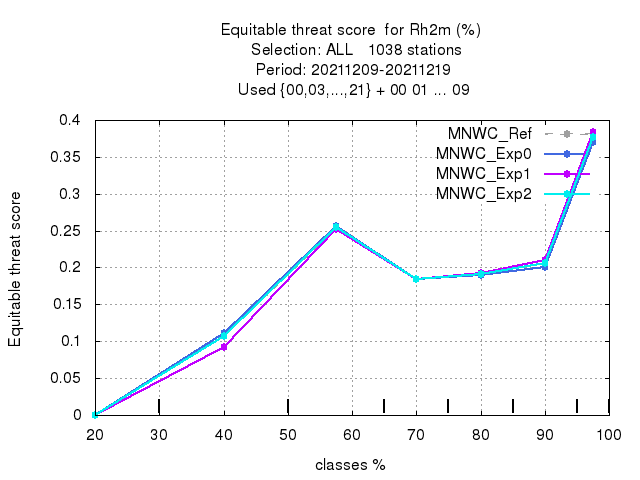 Equitable threat score  for Rh2m (%)
Selection: ALL   1038 stations
Period: 20211209-20211219
Used {00,03,...,21} + 00 01 ... 09
MNWC_Ref
MNWC_Exp0
MNWC_Exp1
MNWC_Exp2
0.4
0.35
0.3
0.25
0.2
0.15
0.1
0.05
0
Equitable threat score
20 30 40 50 60 70 80 90 100
classes %